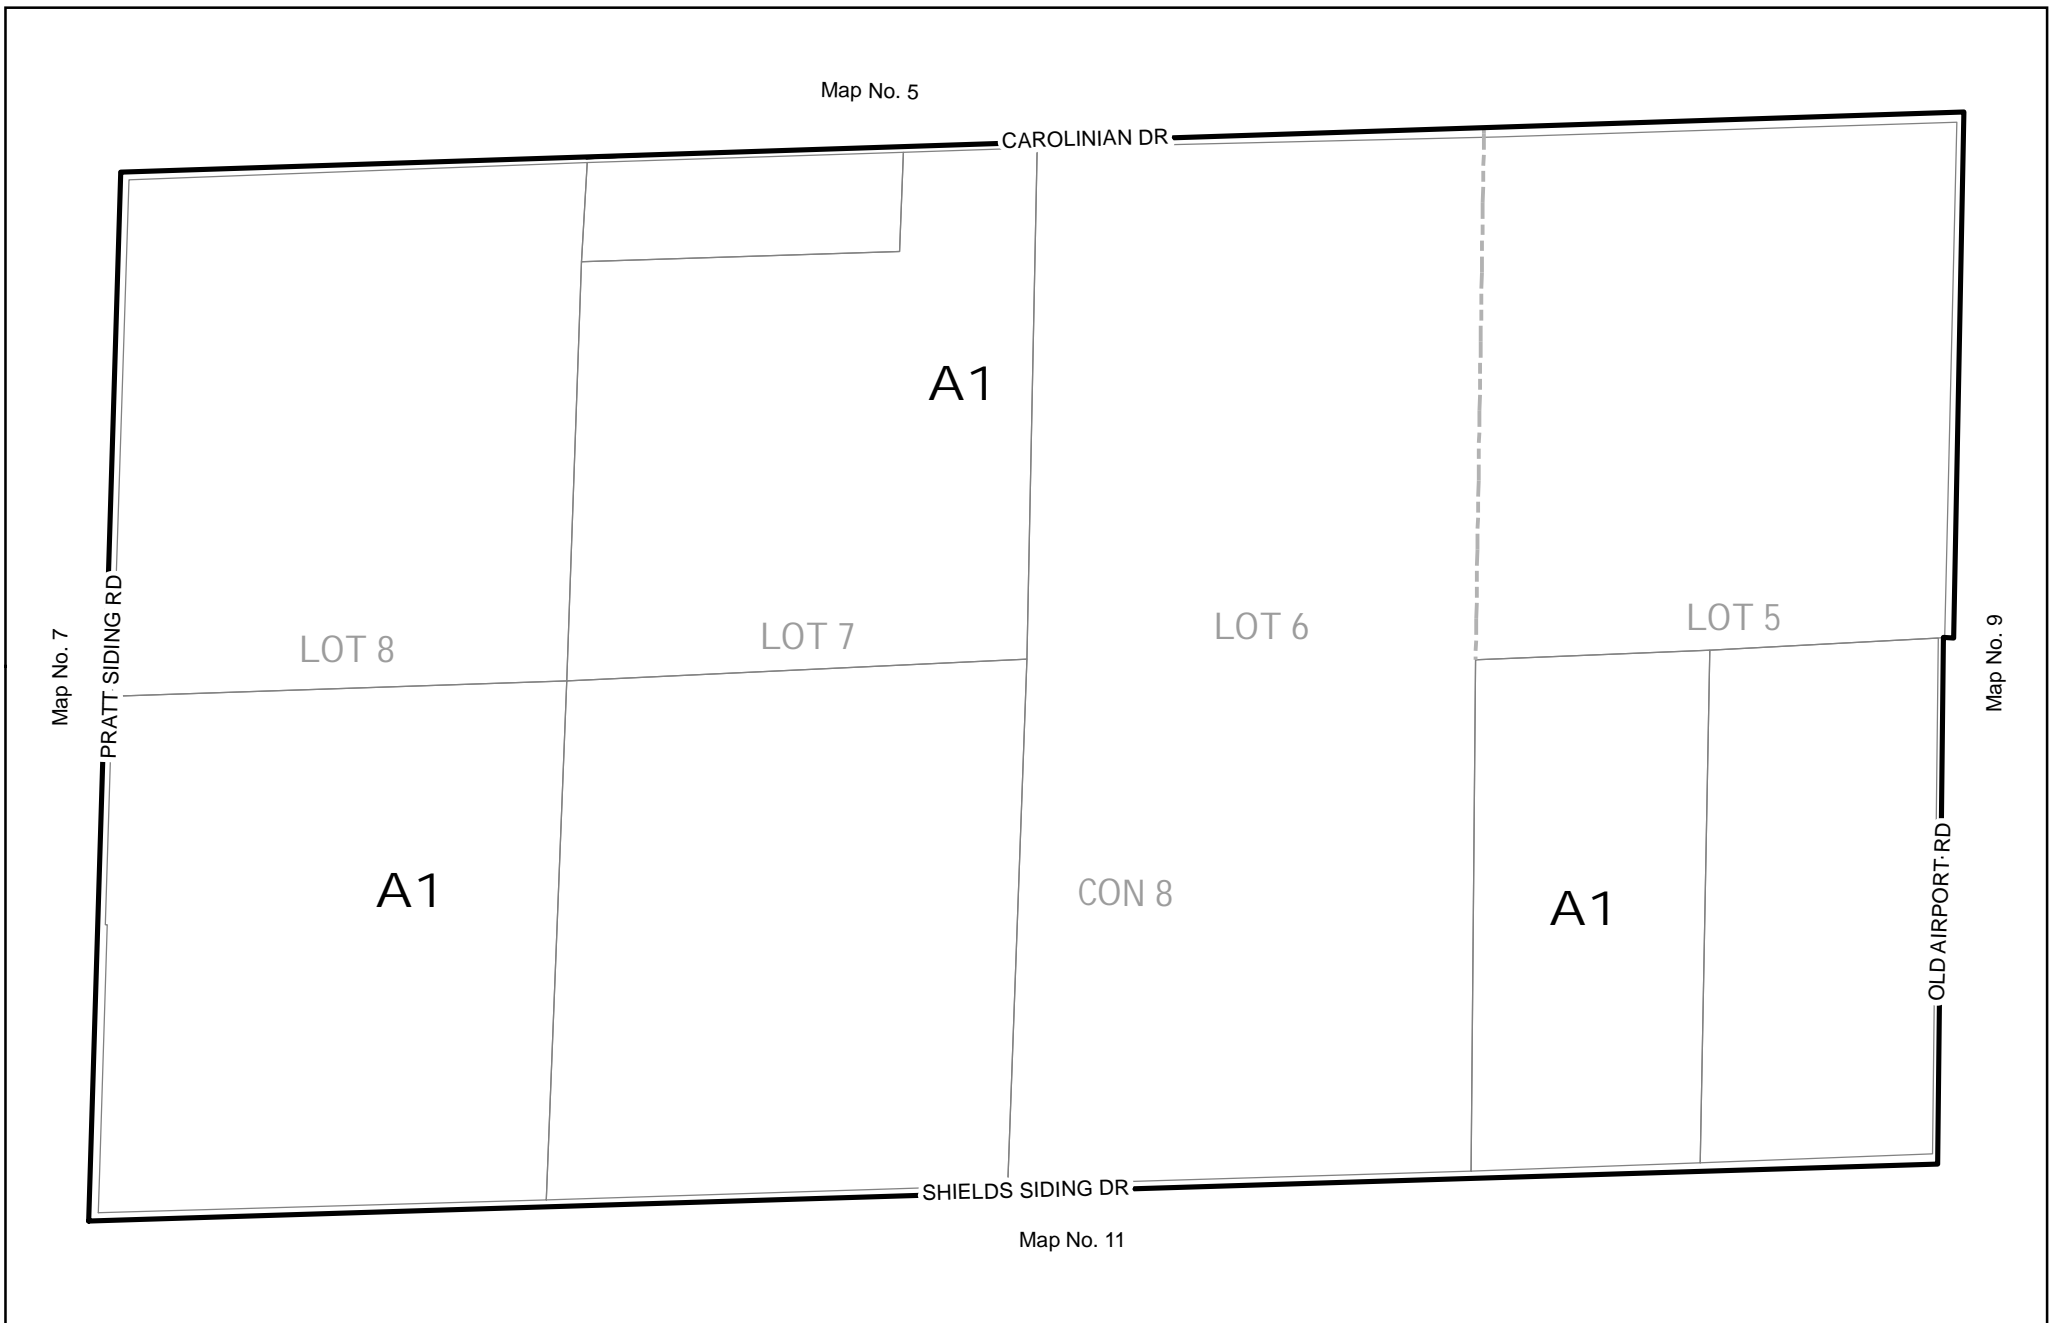 Map No. 5
CAROLINIAN DR
A1
PRATT SIDING RD
Map No. 7
LOT 8
LOT 7
LOT 6
LOT 5
Map No. 9
A1
CON 8
A1
OLD AIRPORT RD
SHIELDS SIDING DR
Map No. 11